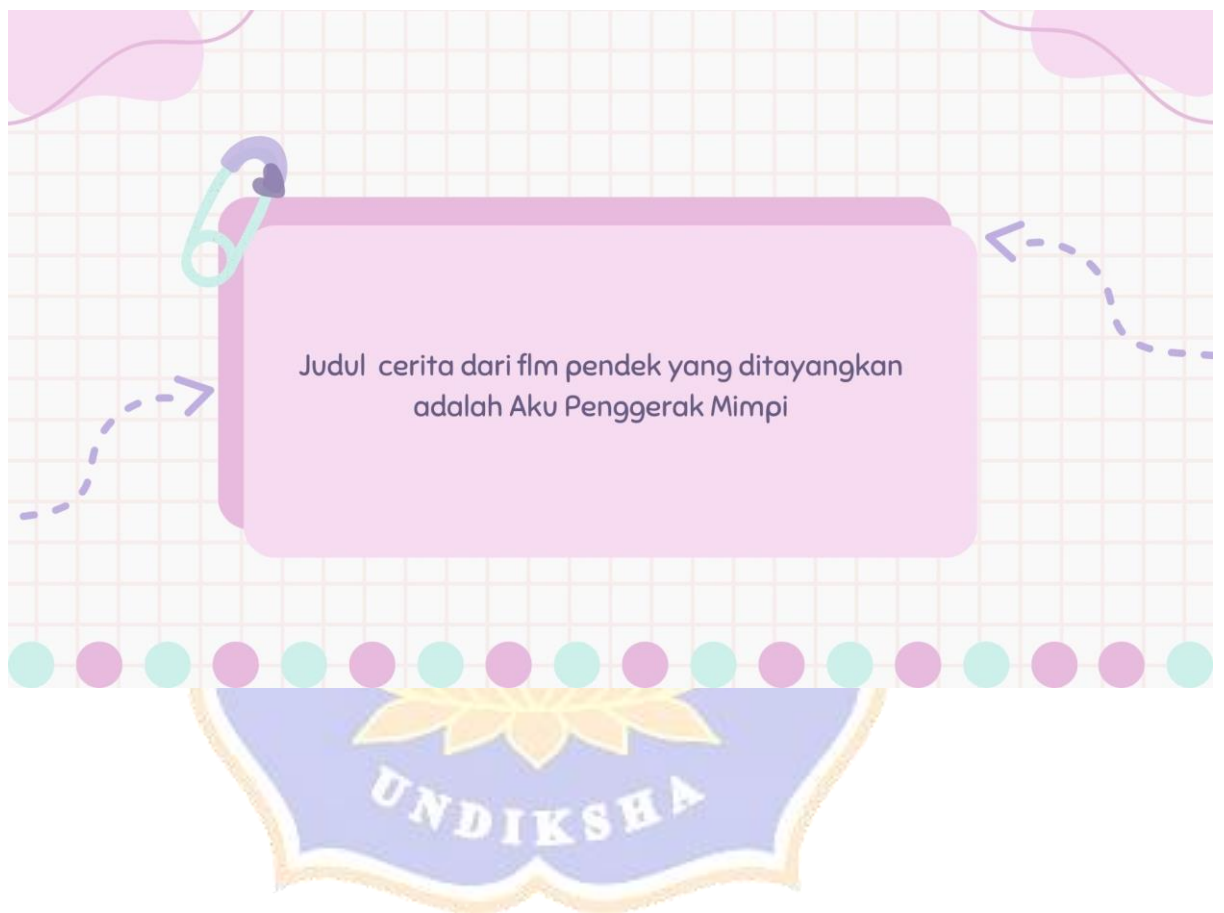 Judul  cerita dari flm pendek yang ditayangkan
adalah Aku Penggerak Mimpi
UNDIKSHA